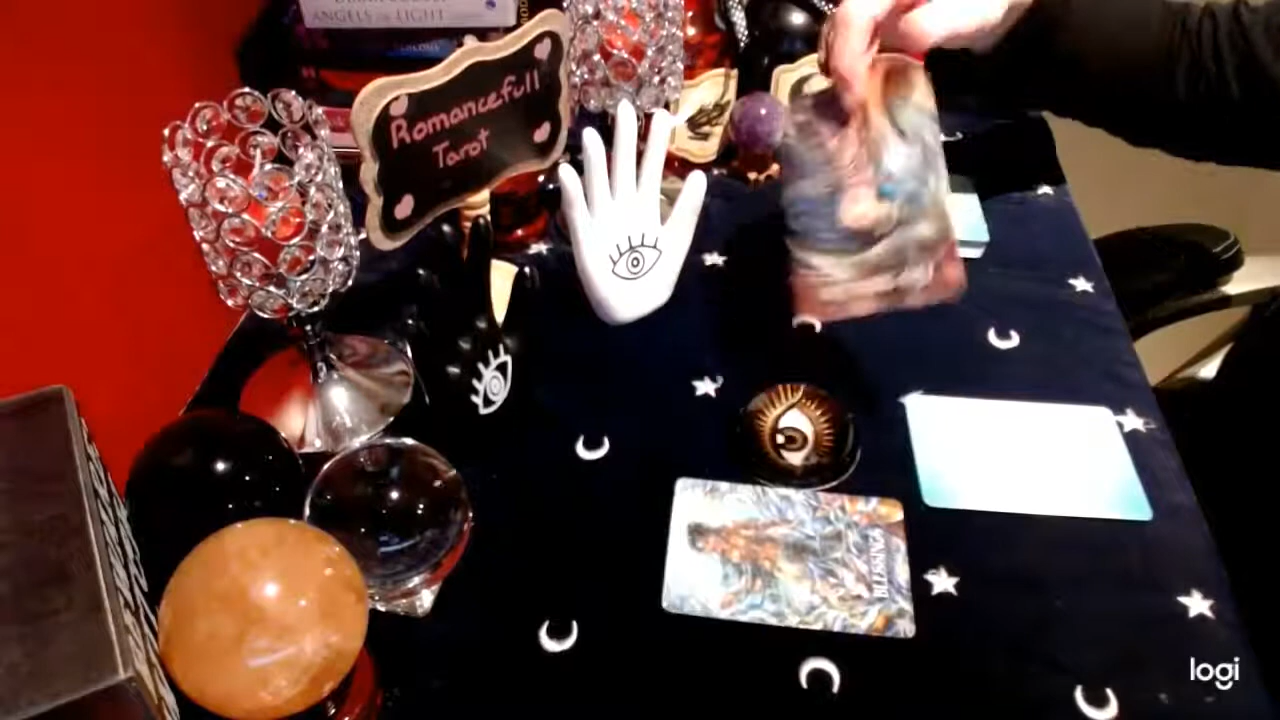 ANGELS OF LIGHT
Romancefull
Tarot
BLESSINGS
logi